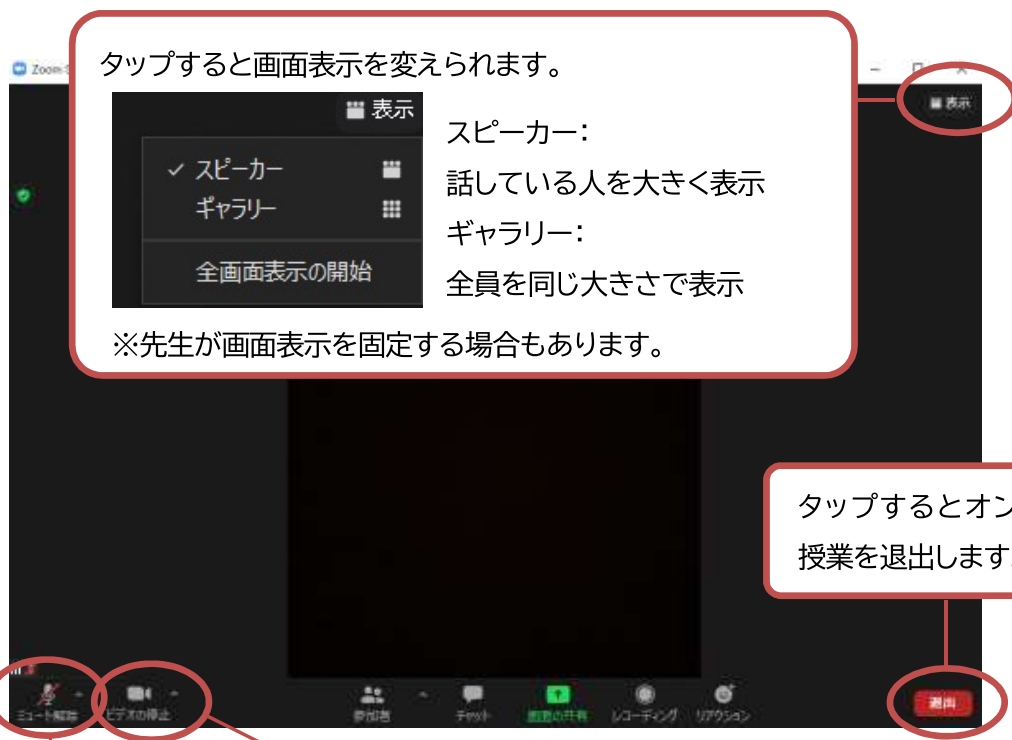 Zoom
タップすると画面表示を変えられます。
表示
表示
✓ スピーカー
ギャラリー
全画面表示の開始
スピーカー：
話している人を大きく表示
ギャラリー：
全員を同じ大きさで表示
※先生が画面表示を固定する場合もあります。
タップするとオン
授業を退出します
ミュート解除
ビデオの停止
参加者
チャット
画面の共有
レコーディング
リアクション
退出